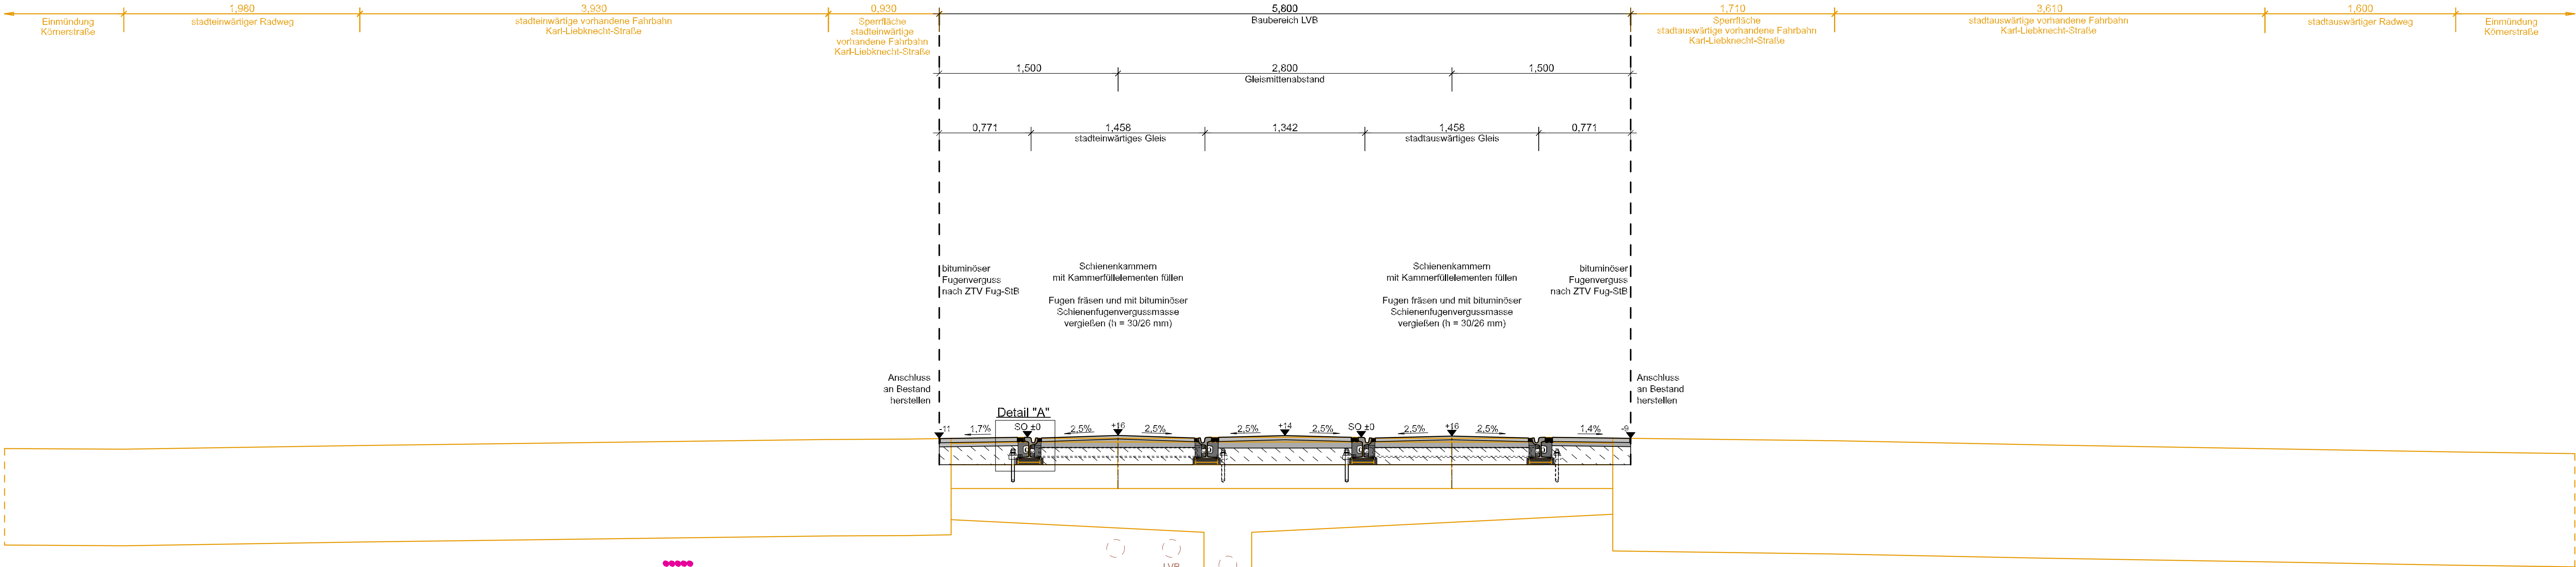 1,980
3,930
0,930
5,800
1,710
3,610
1,600
Einmündung
Körnerstraße
stadteinwärtiger Radweg
stadteinwärtige vorhandene Fahrbahn
Karl-Liebknecht-Straße
Sperrfläche
stadteinwärtige
vorhandene Fahrbahn
Karl-Liebknecht-Straße
Baubereich LVB
Sperrfläche
stadtauswärtige vorhandene Fahrbahn
Karl-Liebknecht-Straße
stadtauswärtige vorhandene Fahrbahn
Karl-Liebknecht-Straße
stadtauswärtiger Radweg
Einmündung
Körnerstraße
1,500
2,800
1,500
Gleismittenabstand
0,771
1,458
1,342
1,458
0,771
stadteinwärtiges Gleis
stadtauswärtiges Gleis
bituminöser
Fugenverguss
nach ZTV Fug-StB
Schienenkammern
mit Kammerfüllelementen füllen
Fugen fräsen und mit bituminöser
Schienenfugenvergussmasse
vergießen (h = 30/26 mm)
Schienenkammern
mit Kammerfüllelementen füllen
Fugen fräsen und mit bituminöser
Schienenfugenvergussmasse
vergießen (h = 30/26 mm)
bituminöser
Fugenverguss
nach ZTV Fug-StB
Anschluss
an Bestand
herstellen
Anschluss
an Bestand
herstellen
Detail "A"
-11
1,7%
SO ±0
2,5%
+16
2,5%
2,5%
+14
2,5%
SO ±0
2,5%
+16
2,5%
1,4%
-9
LVB